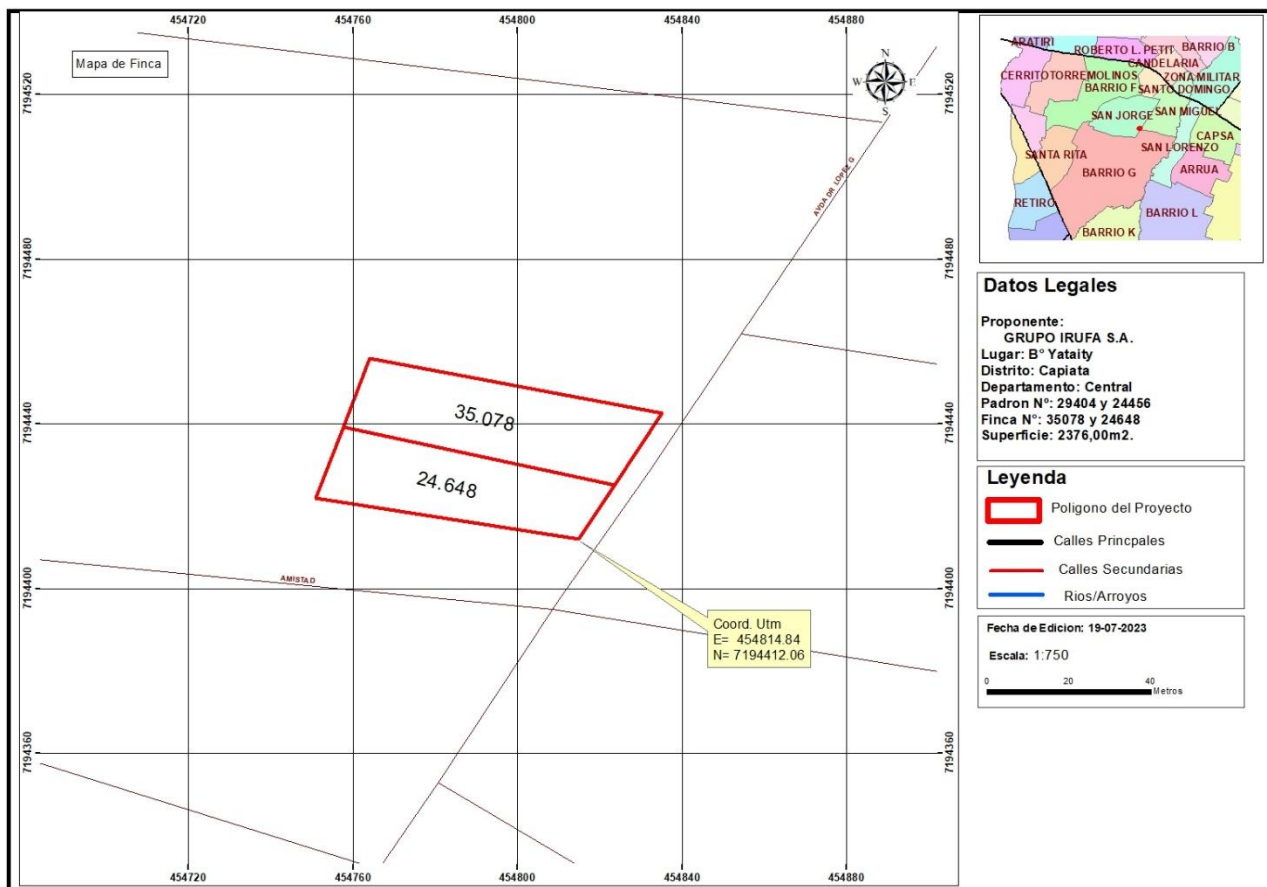 454720 454760 454800 454840 454880
Mapa de Finca
N
W E
S
7194520 7194520
7194480 7194480
7194440 7194440
7194400 7194400
7194360 7194360
AVDA DR LOPEZ G
35.078
24.648
AMISTAD
Coord. Utm
E= 454814.84
N= 7194412.06
454720 454760 454800 454840 454880
ARATIRI
ROBERTO L. PETIT
BARRIO B
CANDELARIA
CERRITO
TORREMOLINOS
ZONA MILITAR
BARRIO F
SANTO DOMINGO
SAN JORGE
SAN MIGUEL
CAPSA
SAN LORENZO
SANTA RITA
ARRUA
BARRIO G
RETIRO
BARRIO L
BARRIO K
Datos Legales
Proponente:
GRUPO IRUFA S.A.
Lugar: B° Yataity
Distrito: Capiata
Departamento: Central
Padron N°: 29404 y 24456
Finca N°: 35078 y 24648
Superficie: 2376,00m2.
Leyenda
Poligono del Proyecto
Calles Princpales
Calles Secundarias
Rios/Arroyos
Fecha de Edicion: 19-07-2023
Escala: 1:750
0 20 40
Metros